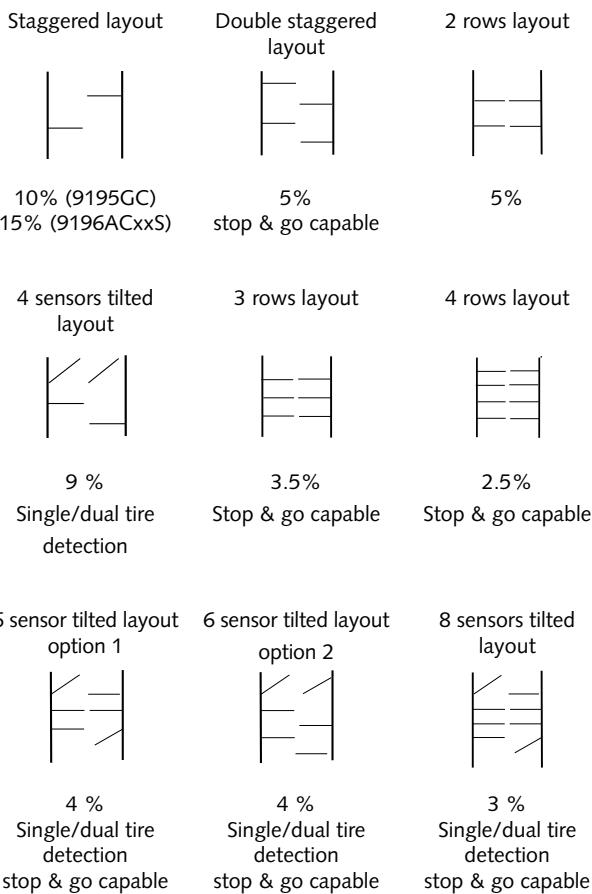 Staggered layout
Double staggered
layout
2 rows layout
10% (9195GC)
15% (9196ACxxS)
5%
stop & go capable
5%
4 sensors tilted
layout
3 rows layout
4 rows layout
9 %
Single/dual tire
detection
3.5%
Stop & go capable
2.5%
Stop & go capable
sensor tilted layout
option 1
6 sensor tilted layout
option 2
8 sensors tilted
layout
4 %
Single/dual tire
detection
stop & go capable
4 %
Single/dual tire
detection
stop & go capable
3 %
Single/dual tire
detection
stop & go capable